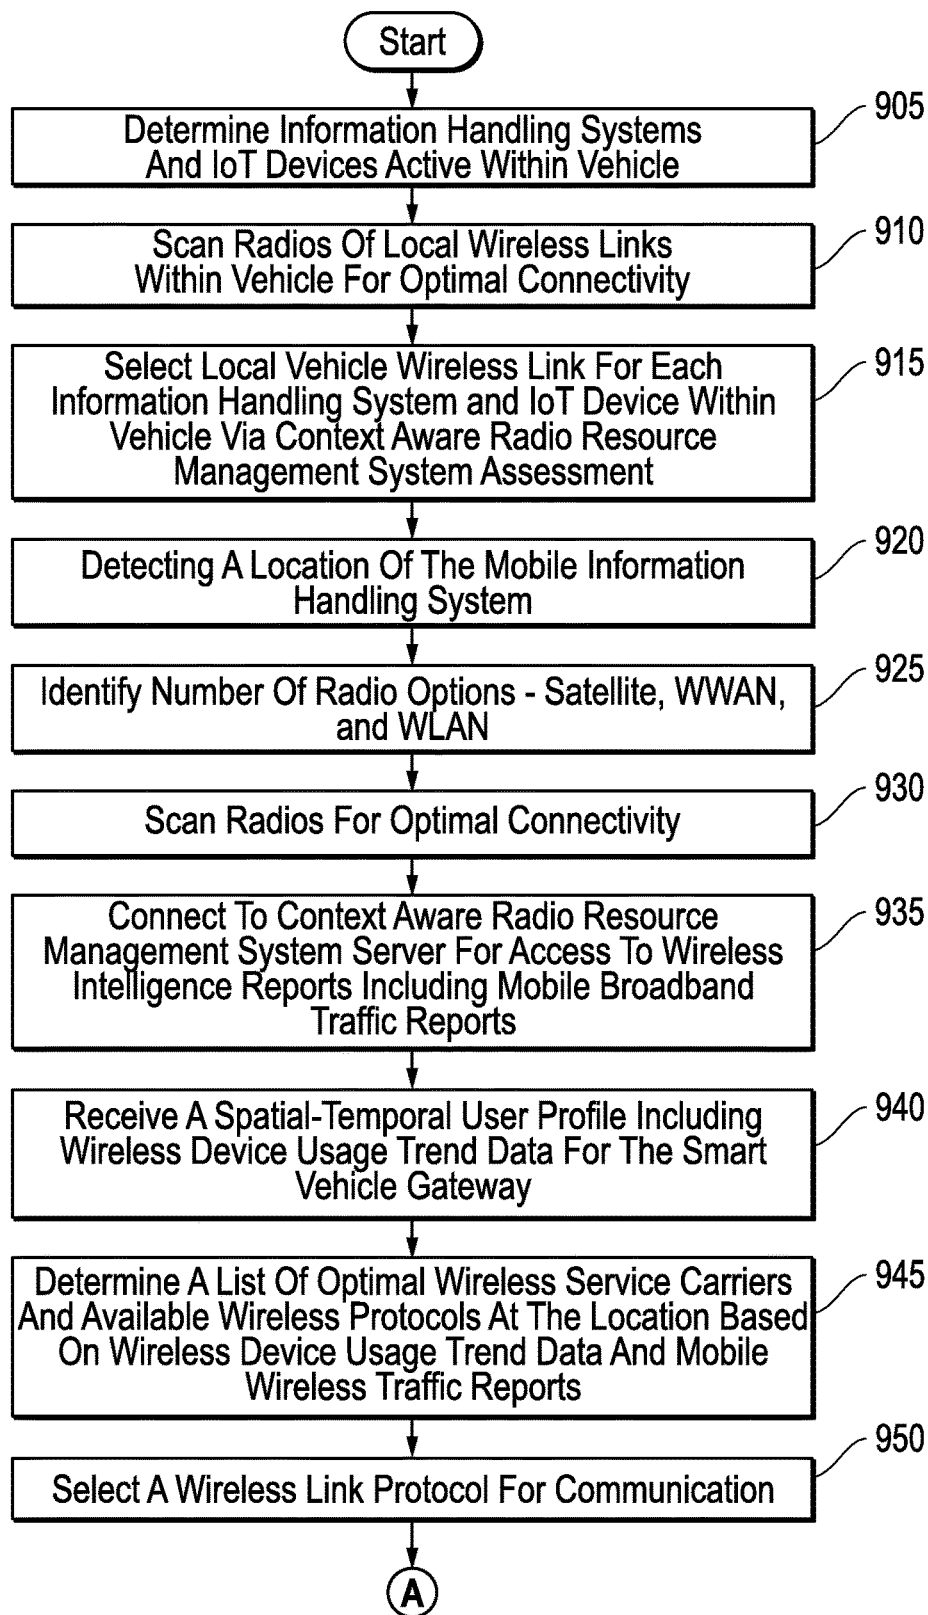 Start
905
Determine Information Handling Systems
And IoT Devices Active Within Vehicle
910
Scan Radios Of Local Wireless Links
Within Vehicle For Optimal Connectivity
915
Select Local Vehicle Wireless Link For Each
Information Handling System and IoT Device Within
Vehicle Via Context Aware Radio Resource
Management System Assessment
920
Detecting A Location Of The Mobile Information
Handling System
925
Identify Number Of Radio Options - Satellite, WWAN,
and WLAN
930
Scan Radios For Optimal Connectivity
935
Connect To Context Aware Radio Resource
Management System Server For Access To Wireless
Intelligence Reports Including Mobile Broadband
Traffic Reports
940
Receive A Spatial-Temporal User Profile Including
Wireless Device Usage Trend Data For The Smart
Vehicle Gateway
945
Determine A List Of Optimal Wireless Service Carriers
And Available Wireless Protocols At The Location Based
On Wireless Device Usage Trend Data And Mobile
Wireless Traffic Reports
950
Select A Wireless Link Protocol For Communication
A